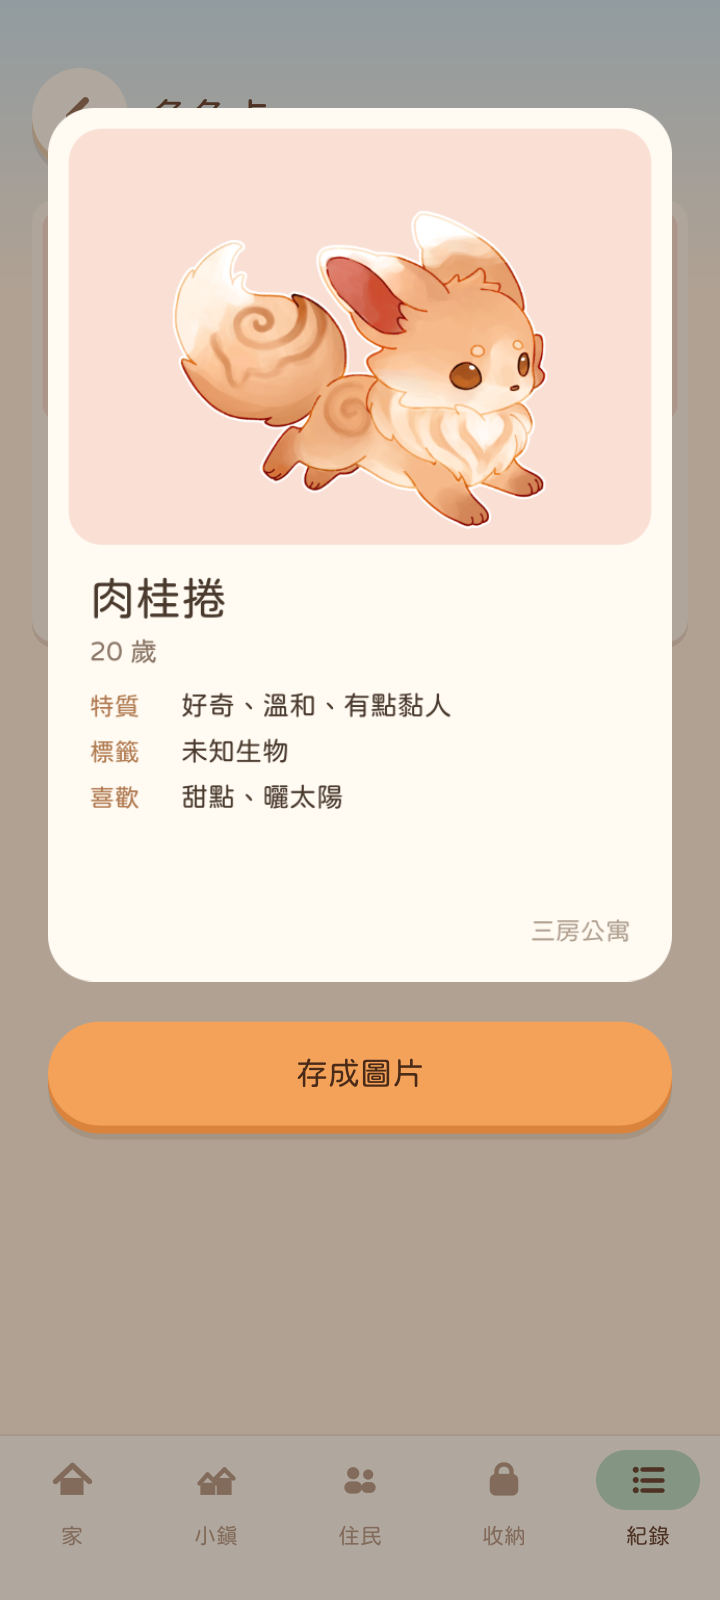 肉桂捲
20 歲
特質 好奇、溫和、有點黏人
標籤 未知生物
喜歡 甜點、曬太陽
三房公寓
存成圖片
家 小鎮 住民 收納 紀錄